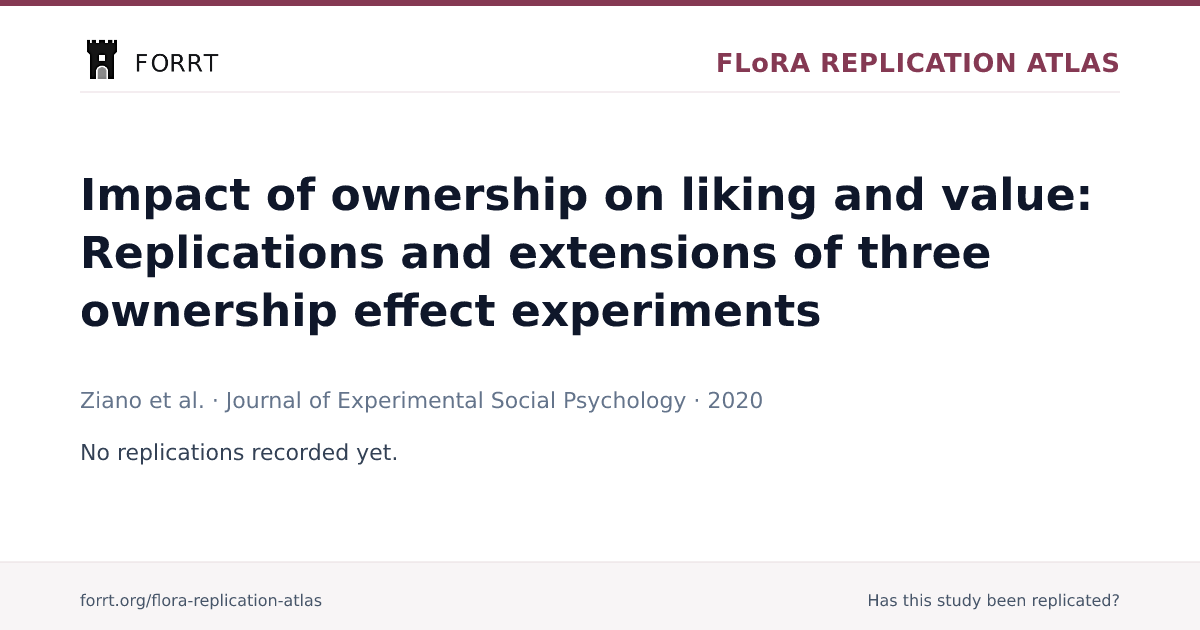 FORRT
FLoRA REPLICATION ATLAS
Impact of ownership on liking and value:
Replications and extensions of three
ownership effect experiments
Ziano et al. · Journal of Experimental Social Psychology · 2020
No replications recorded yet.
forrt.org/flora-replication-atlas
Has this study been replicated?